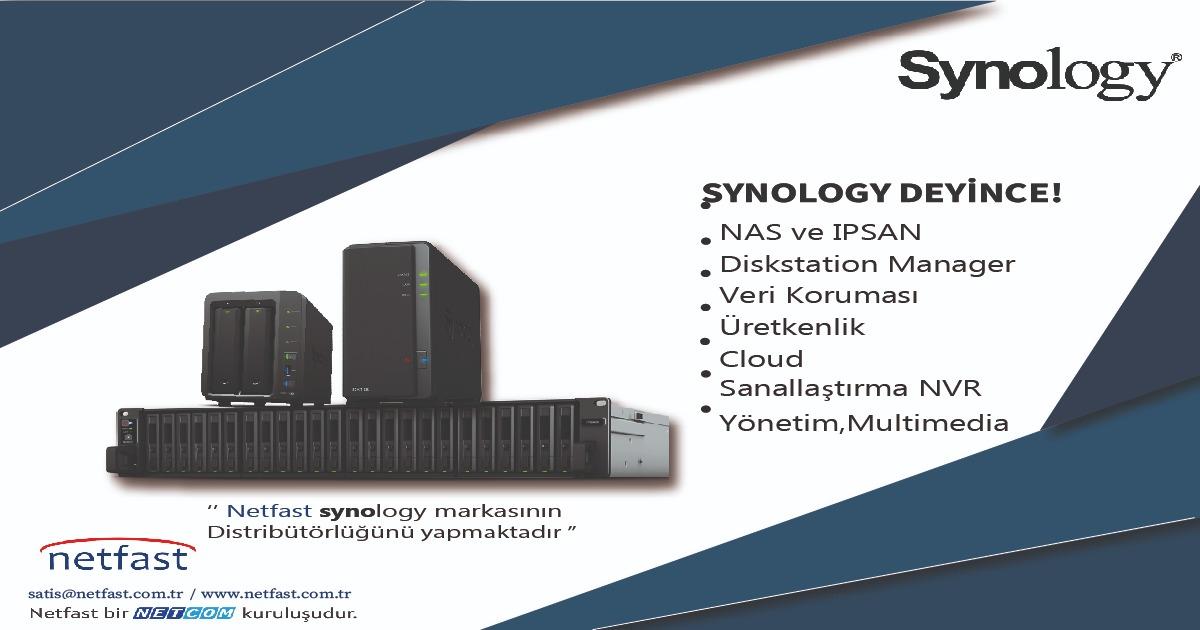 Synology®
SYNOLOGY DEYİNCE!
• NAS ve IPSAN
• Diskstation Manager
• Veri Koruması
• Üretkenlik
• Cloud
• Sanallaştırma NVR
• Yönetim,Multimedia
’’ Netfast synology markasının
Distribütörlüğünü yapmaktadır ”
netfast
satis@netfast.com.tr / www.netfast.com.tr
Netfast bir NETCOM kuruluşudur.